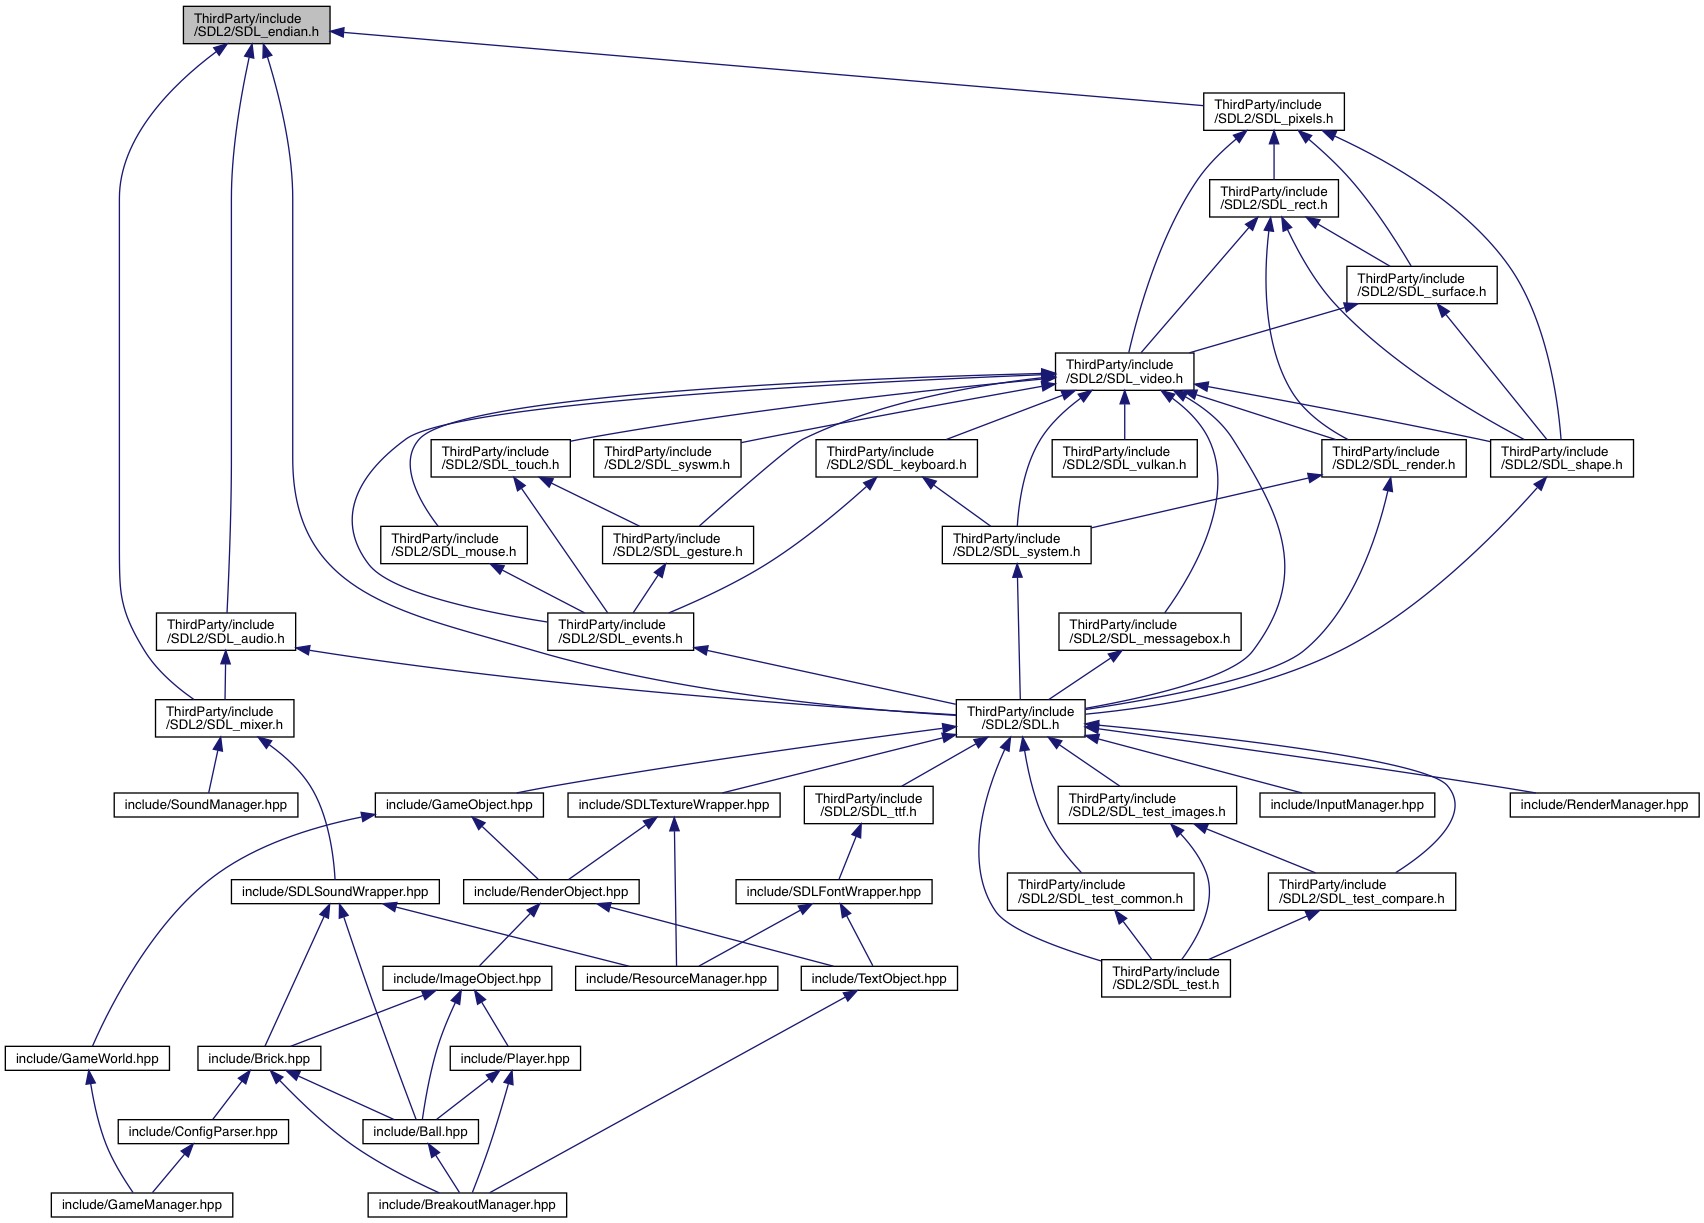 ThirdParty/include
/SDL2/SDL_endian.h
ThirdParty/include
/SDL2/SDL_pixels.h
ThirdParty/include
/SDL2/SDL_rect.h
ThirdParty/include
/SDL2/SDL_surface.h
ThirdParty/include
/SDL2/SDL_video.h
ThirdParty/include
/SDL2/SDL_touch.h
ThirdParty/include
/SDL2/SDL_syswm.h
ThirdParty/include
/SDL2/SDL_keyboard.h
ThirdParty/include
/SDL2/SDL_vulkan.h
ThirdParty/include
/SDL2/SDL_render.h
ThirdParty/include
/SDL2/SDL_shape.h
ThirdParty/include
/SDL2/SDL_mouse.h
ThirdParty/include
/SDL2/SDL_gesture.h
ThirdParty/include
/SDL2/SDL_system.h
ThirdParty/include
/SDL2/SDL_audio.h
ThirdParty/include
/SDL2/SDL_events.h
ThirdParty/include
/SDL2/SDL_messagebox.h
ThirdParty/include
/SDL2/SDL_mixer.h
ThirdParty/include
/SDL2/SDL.h
include/SoundManager.hpp
include/GameObject.hpp
include/SDLTextureWrapper.hpp
ThirdParty/include
/SDL2/SDL_ttf.h
ThirdParty/include
/SDL2/SDL_test_images.h
include/InputManager.hpp
include/RenderManager.hpp
include/SDLSoundWrapper.hpp
include/RenderObject.hpp
include/SDLFontWrapper.hpp
ThirdParty/include
/SDL2/SDL_test_common.h
ThirdParty/include
/SDL2/SDL_test_compare.h
include/ImageObject.hpp
include/ResourceManager.hpp
include/TextObject.hpp
ThirdParty/include
/SDL2/SDL_test.h
include/GameWorld.hpp
include/Brick.hpp
include/Player.hpp
include/ConfigParser.hpp
include/Ball.hpp
include/GameManager.hpp
include/BreakoutManager.hpp